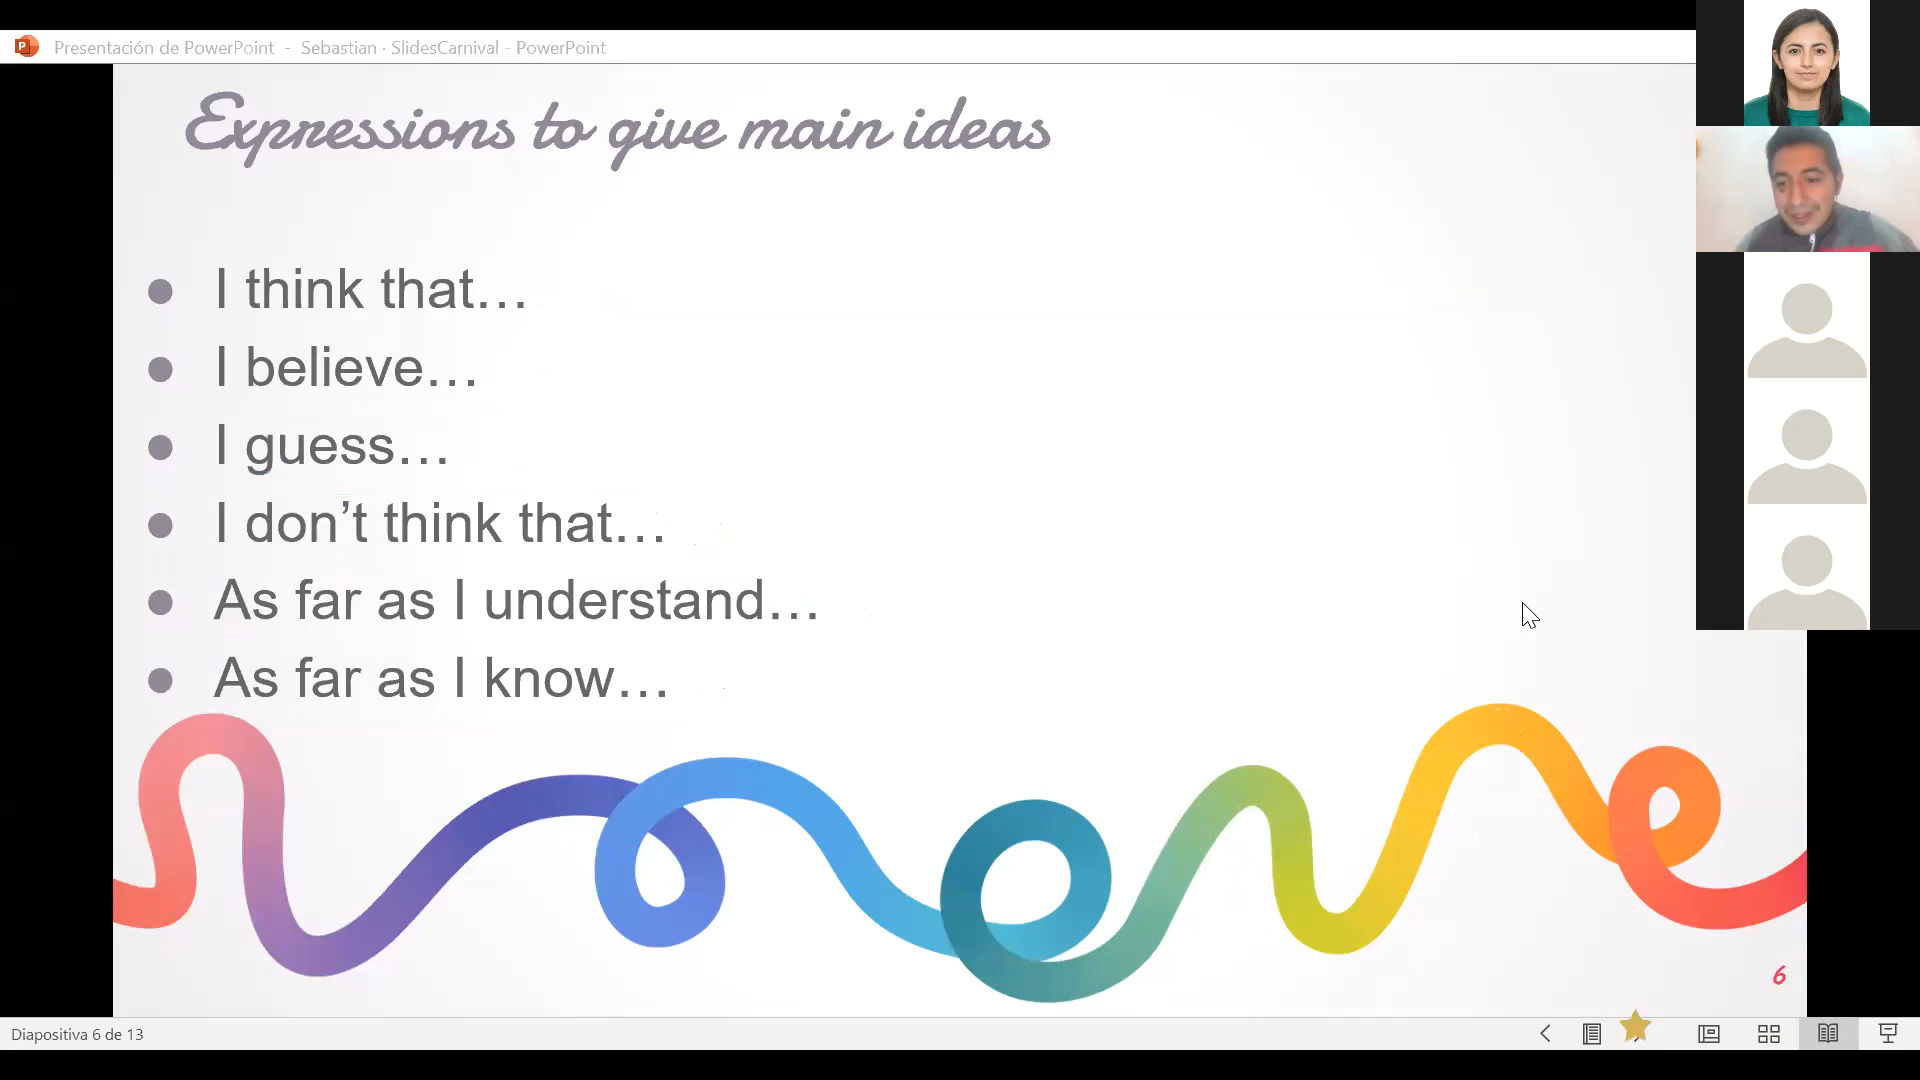 Presentación de PowerPoint - Sebastian · SlidesCarnival - PowerPoint
Expressions to give main ideas
● I think that…
● I believe…
● I guess…
● I don’t think that…
● As far as I understand…
● As far as I know…
6
Diapositiva 6 de 13